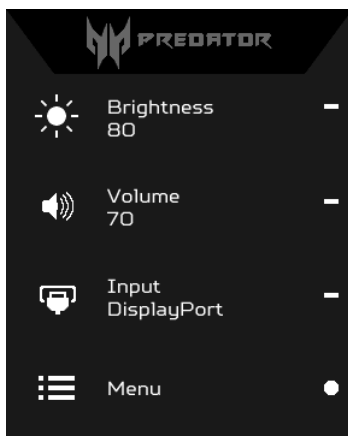 PREDATOR
Brightness
80
Volume
70
Input
DisplayPort
Menu